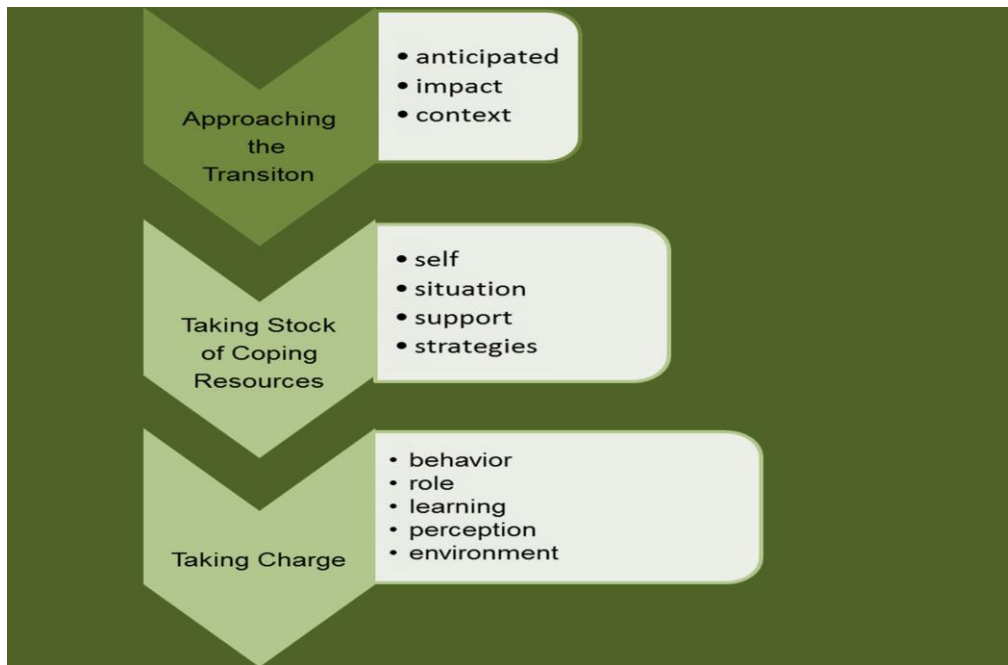 Approaching
the
Transiton
• anticipated
• impact
• context
Taking Stock
of Coping
Resources
• self
• situation
• support
• strategies
Taking Charge
• behavior
• role
• learning
• perception
• environment